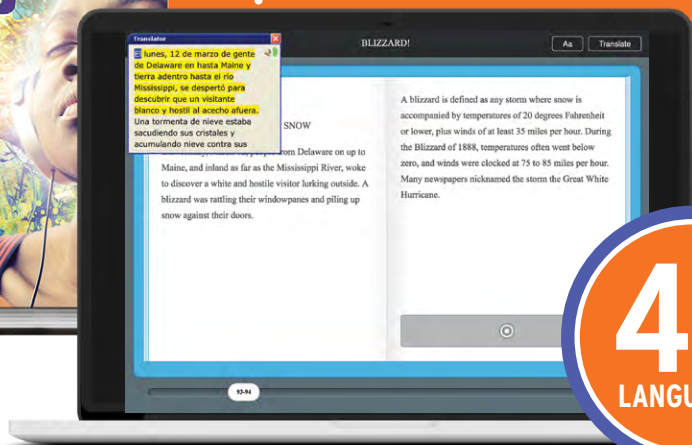 Translator
BLIZZARD!
Aa
Translate
El lunes, 12 de marzo de gente
de Delaware en hasta Maine y
tierra adentro hasta el río
Mississippi, se despertó para
descubrir que un visitante
blanco y hostil al acecho afuera.
Una tormenta de nieve estaba
sacudiendo sus cristales y
acumulando nieve contra sus
SNOW
from Delaware on up to
Maine, and inland as far as the Mississippi River, woke
to discover a white and hostile visitor lurking outside. A
blizzard was rattling their windowpanes and piling up
snow against their doors.
A blizzard is defined as any storm where snow is
accompanied by temperatures of 20 degrees Fahrenheit
or lower, plus winds of at least 35 miles per hour. During
the Blizzard of 1888, temperatures often went below
zero, and winds were clocked at 75 to 85 miles per hour.
Many newspapers nicknamed the storm the Great White
Hurricane.
93-94
4
LANGU